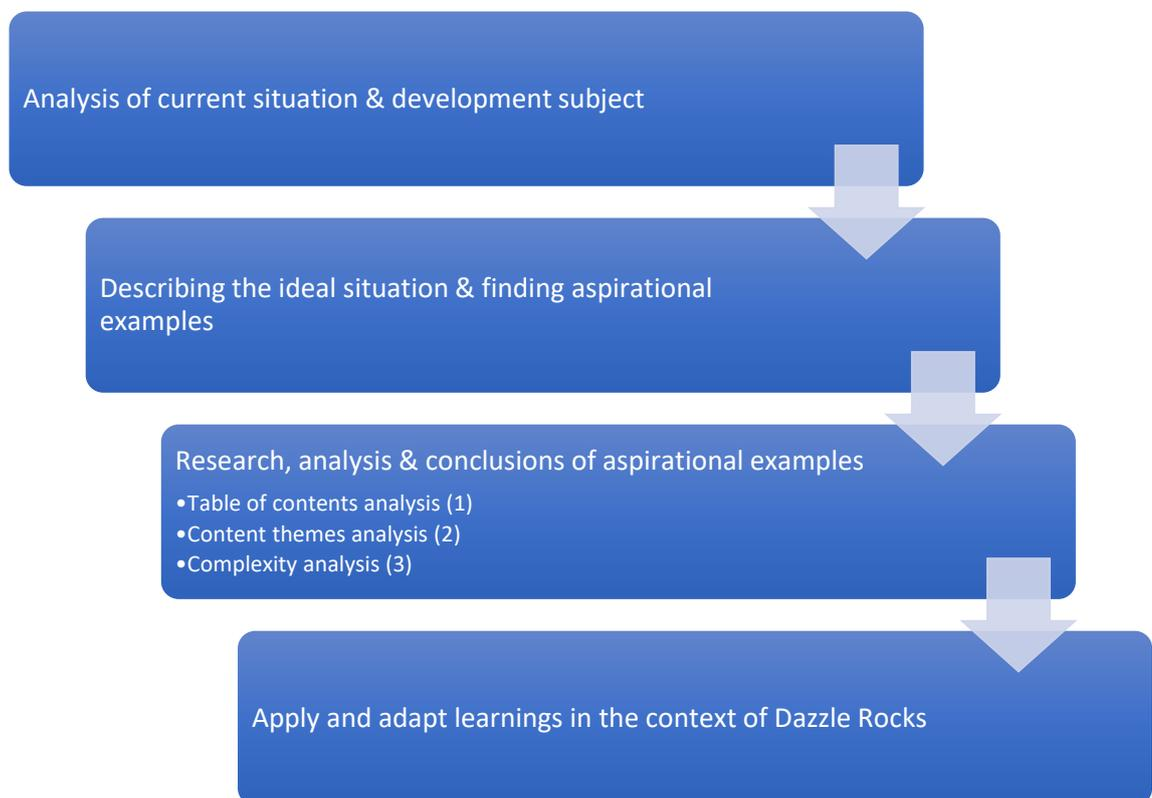 Analysis of current situation & development subject
Describing the ideal situation & finding aspirational
examples
Research, analysis & conclusions of aspirational examples
•Table of contents analysis (1)
•Content themes analysis (2)
•Complexity analysis (3)
Apply and adapt learnings in the context of Dazzle Rocks